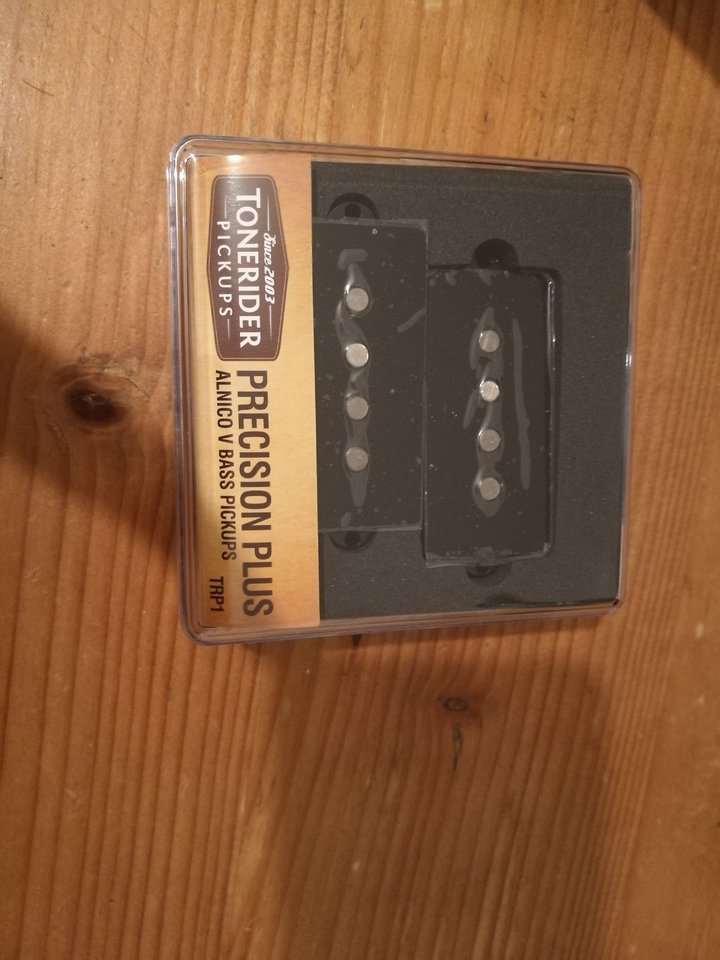 Since 2003
TONERIDER
PICKUPS
PRECISION PLUS
ALNICO V BASS PICKUPS
TRP1